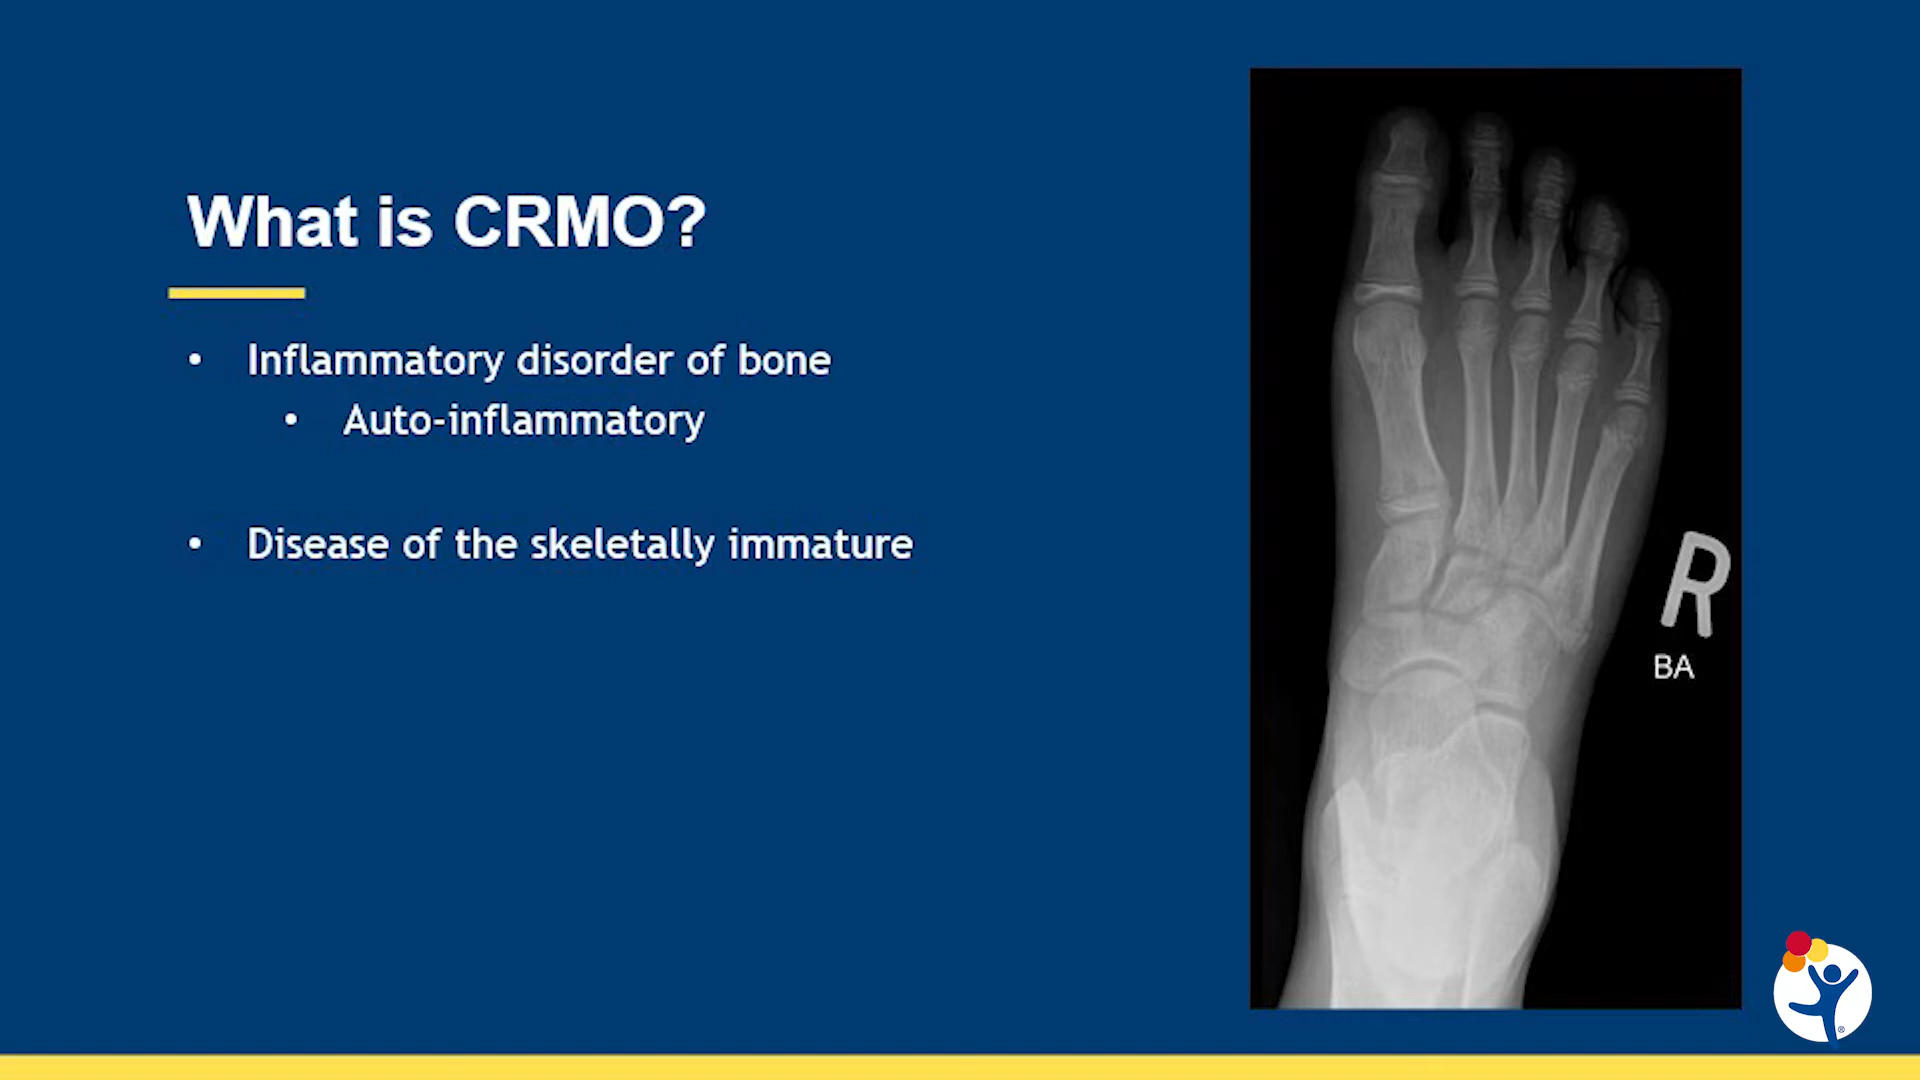 What is CRMO?
• Inflammatory disorder of bone
• Auto-inflammatory
• Disease of the skeletally immature
R
BA
®